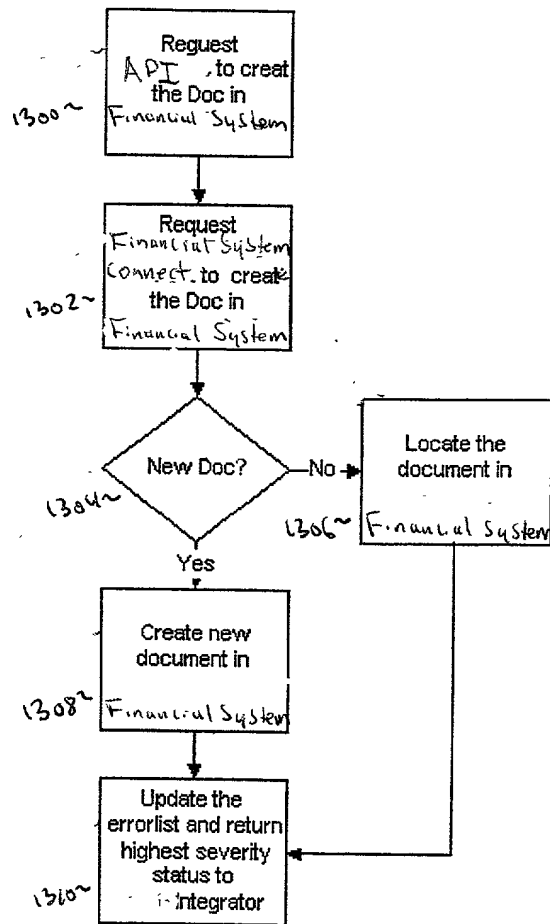 Reguest
API to creat
the Doc in
Financial System
1300~
Request
Financial System
Connect to create
the Doc in
Financial System
1302~
New Doc?
1304~
No
Locate the
document in
Financial System
1306~
Yes
Create new
document in
Financial System
1308~
Update the
errorlist and return
highest severity
status to
Integrator
1310~